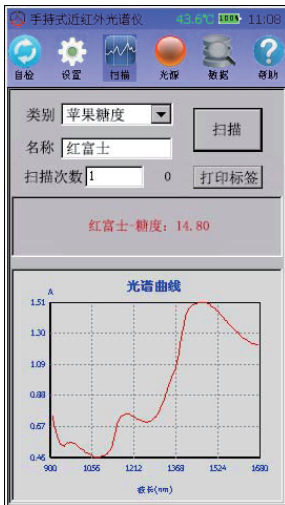 手持式近红外光谱仪 43.6℃ 100% 11:08
自检 设置 扫描 光源 数据 帮助
类别 苹果糖度 扫描
名称 红富士
扫描次数 1 0 打印标签
红富士-糖度: 14.80
光谱曲线
A
1.51
1.30
1.09
0.88
0.67
0.46
900 1056 1212 1368 1524 1680
波长(nm)